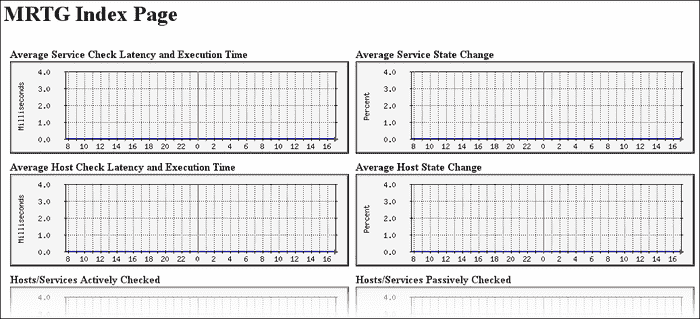 MRTG Index Page
Average Service Check Latency and Execution Time
4.0
3.0
2.0
1.0
0.0
Milliseconds
8 10 12 14 16 18 20 22 0 2 4 6 8 10 12 14 16
Average Service State Change
4.0
3.0
2.0
1.0
0.0
Percent
8 10 12 14 16 18 20 22 0 2 4 6 8 10 12 14 16
Average Host Check Latency and Execution Time
4.0
3.0
2.0
1.0
0.0
Milliseconds
8 10 12 14 16 18 20 22 0 2 4 6 8 10 12 14 16
Average Host State Change
4.0
3.0
2.0
1.0
0.0
Percent
8 10 12 14 16 18 20 22 0 2 4 6 8 10 12 14 16
Hosts/Services Actively Checked
4.0
Hosts/Services Passively Checked
4.0